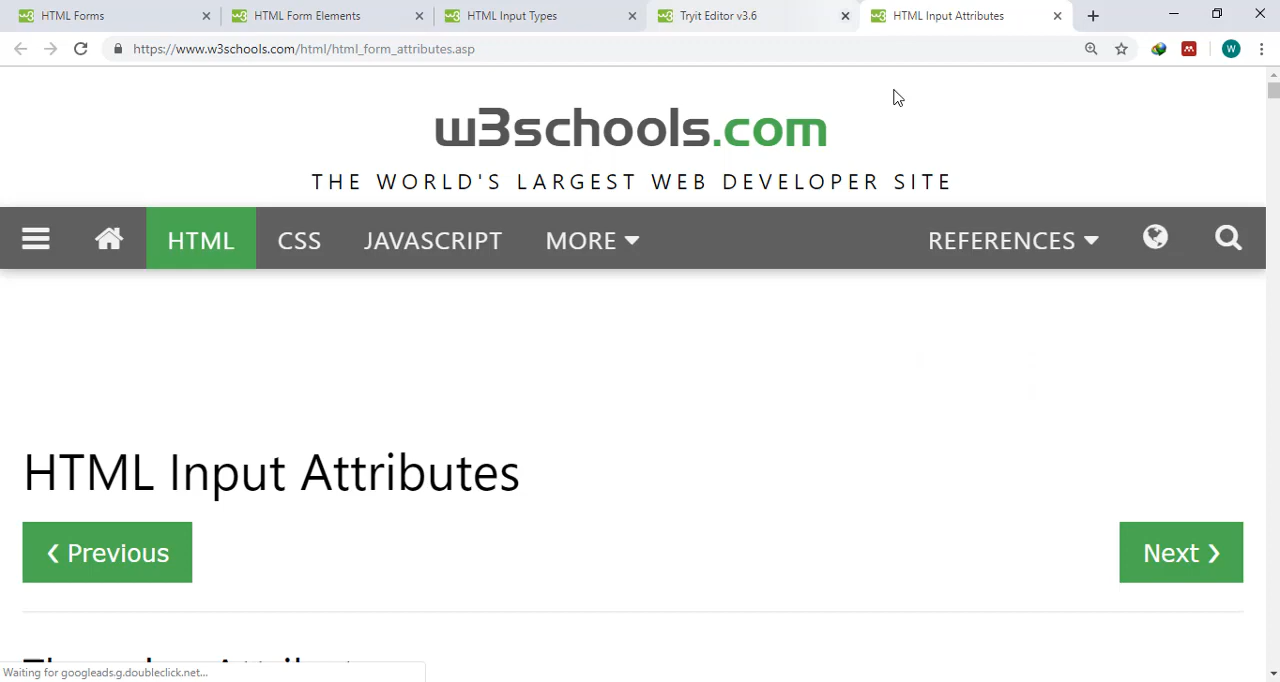 HTML Forms
HTML Form Elements
HTML Input Types
Tryit Editor v3.6
HTML Input Attributes
https://www.w3schools.com/html/html_form_attributes.asp
W
w3schools.com
THE WORLD'S LARGEST WEB DEVELOPER SITE
HTML CSS JAVASCRIPT MORE REFERENCES
HTML Input Attributes
❮ Previous
Next ❯
Waiting for googleads.g.doubleclick.net...